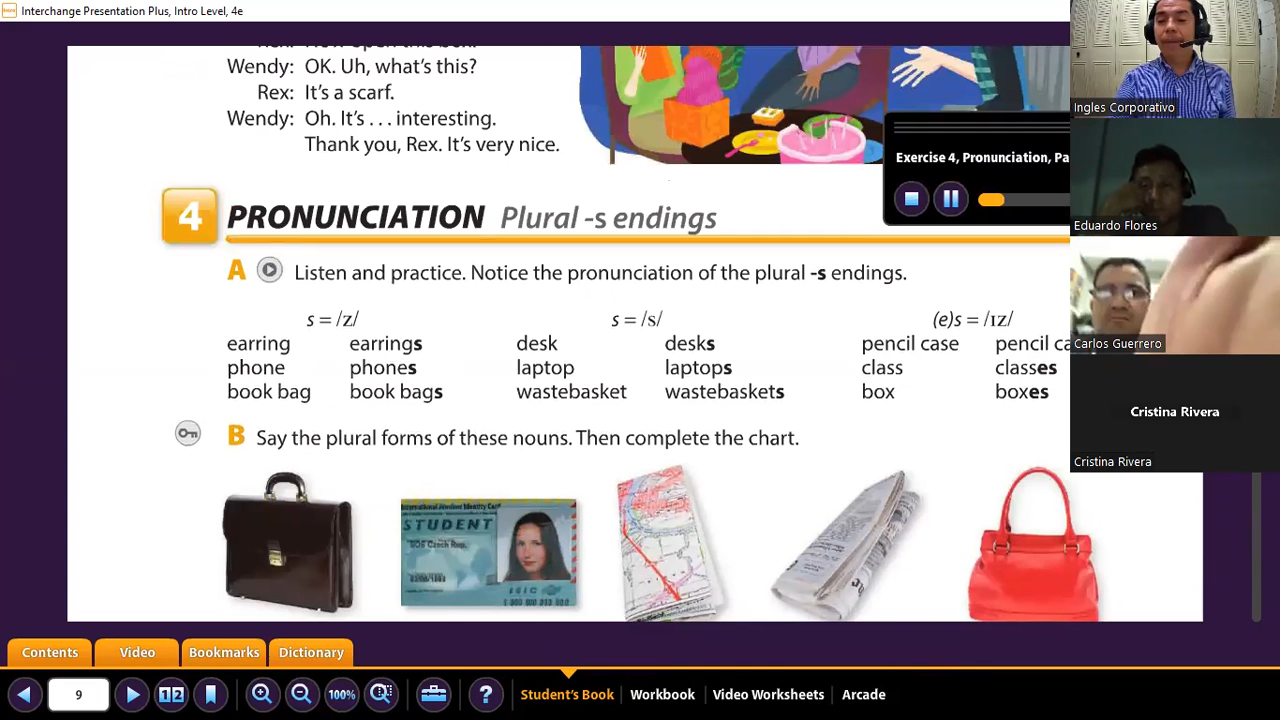 Interchange Presentation Plus, Intro Level, 4e
Wendy: OK. Uh, what's this?
Rex: It's a scarf.
Wendy: Oh. It's . . . interesting.
Thank you, Rex. It's very nice.
Exercise 4, Pronunciation, Pa
4 PRONUNCIATION Plural -s endings
A Listen and practice. Notice the pronunciation of the plural -s endings.
s = /z/ s = /s/ (e)s = /ɪz/
earring earrings desk desks pencil case pencil ca
phone phones laptop laptops class classes
book bag book bags wastebasket wastebaskets box boxes
B Say the plural forms of these nouns. Then complete the chart.
STUDENT
Ingles Corporativo
Eduardo Flores
Carlos Guerrero
Cristina Rivera
Cristina Rivera
Contents Video Bookmarks Dictionary
9 1 2 100% ? Student's Book Workbook Video Worksheets Arcade